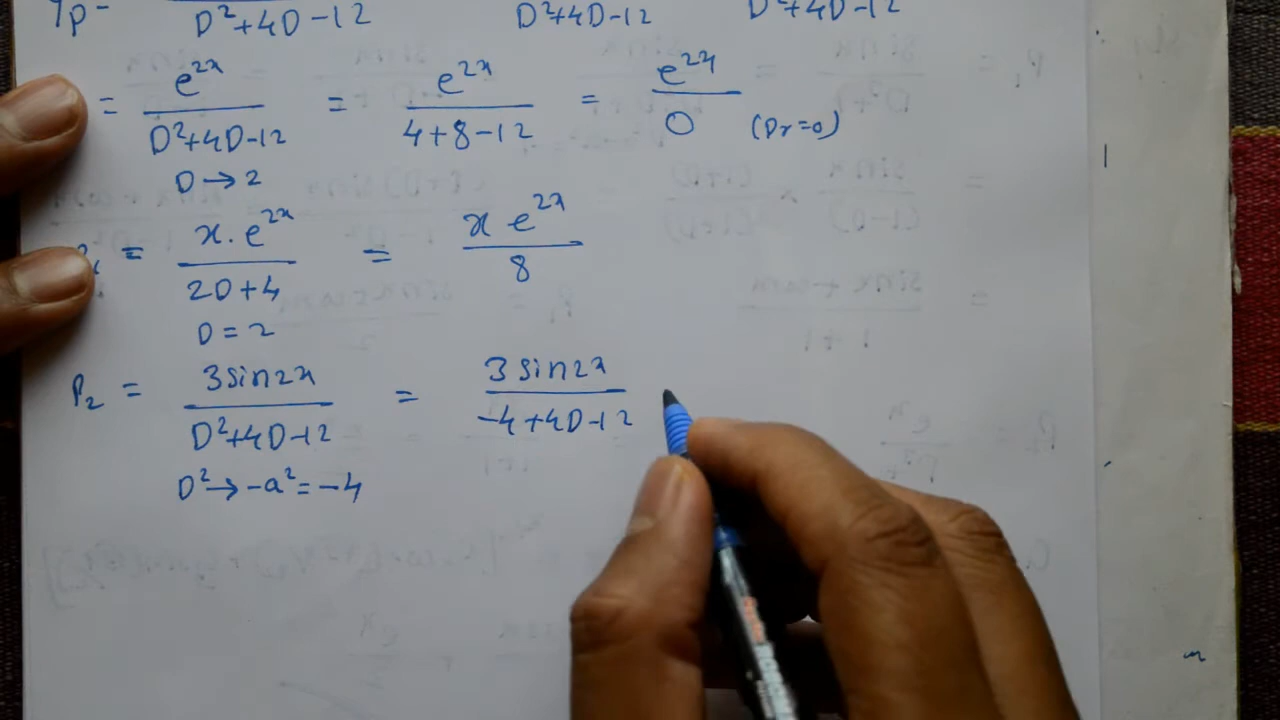 yp = D²+4D-12 D²+4D-12 D²+4D-12
= e^{2x}/(D²+4D-12) = e^{2x}/(4+8-12) = e^{2x}/0 (Dr=0)
D→2
= x.e^{2x}/(2D+4) = x e^{2x}/8
D=2
P₂ = 3sin2x/(D²+4D-12) = 3sin2x/(-4+4D-12)
D²→-a²=-4